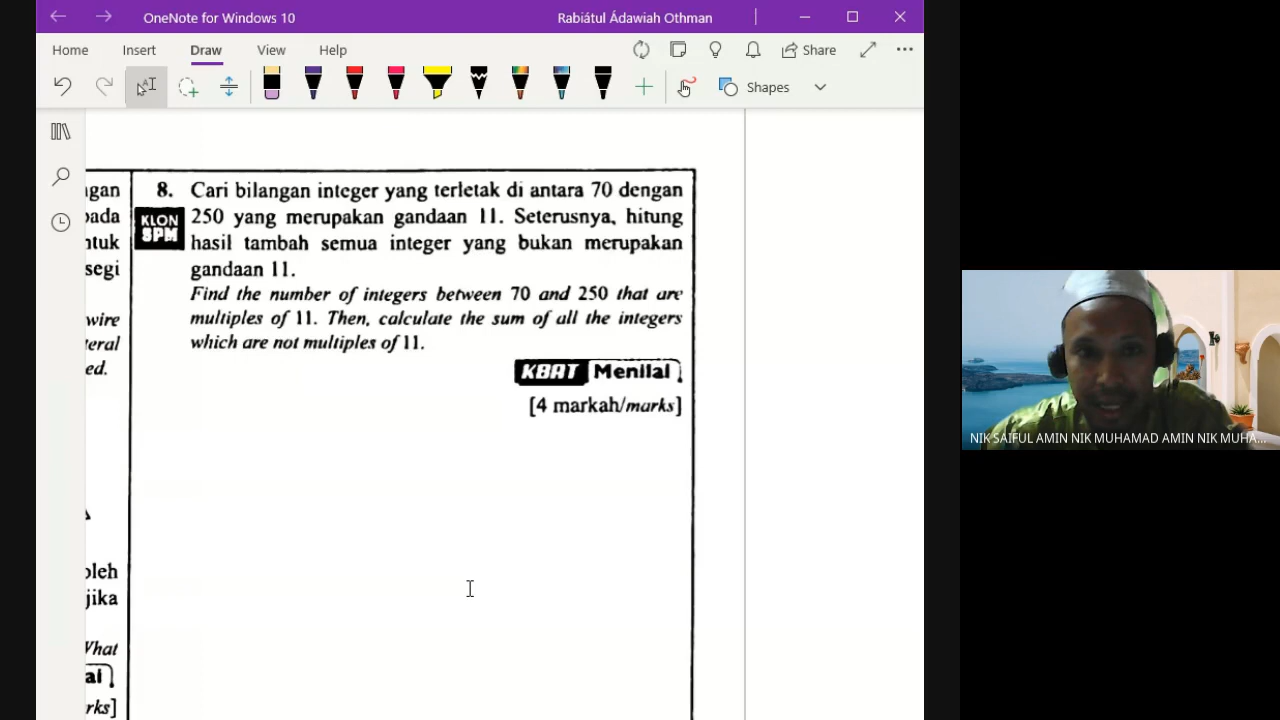 OneNote for Windows 10
Rabiátul Ádawiah Othman
Home Insert Draw View Help
Share
Shapes
ngan
pada
ntuk
segi
wire
teral
ed.
oleh
jika
What
ai
rks]
8. Cari bilangan integer yang terletak di antara 70 dengan
KLON
SPM
250 yang merupakan gandaan 11. Seterusnya, hitung
hasil tambah semua integer yang bukan merupakan
gandaan 11.
Find the number of integers between 70 and 250 that are
multiples of 11. Then, calculate the sum of all the integers
which are not multiples of 11.
KBAT Menilai
[4 markah/marks]
NIK SAIFUL AMIN NIK MUHAMAD AMIN NIK MUHA...